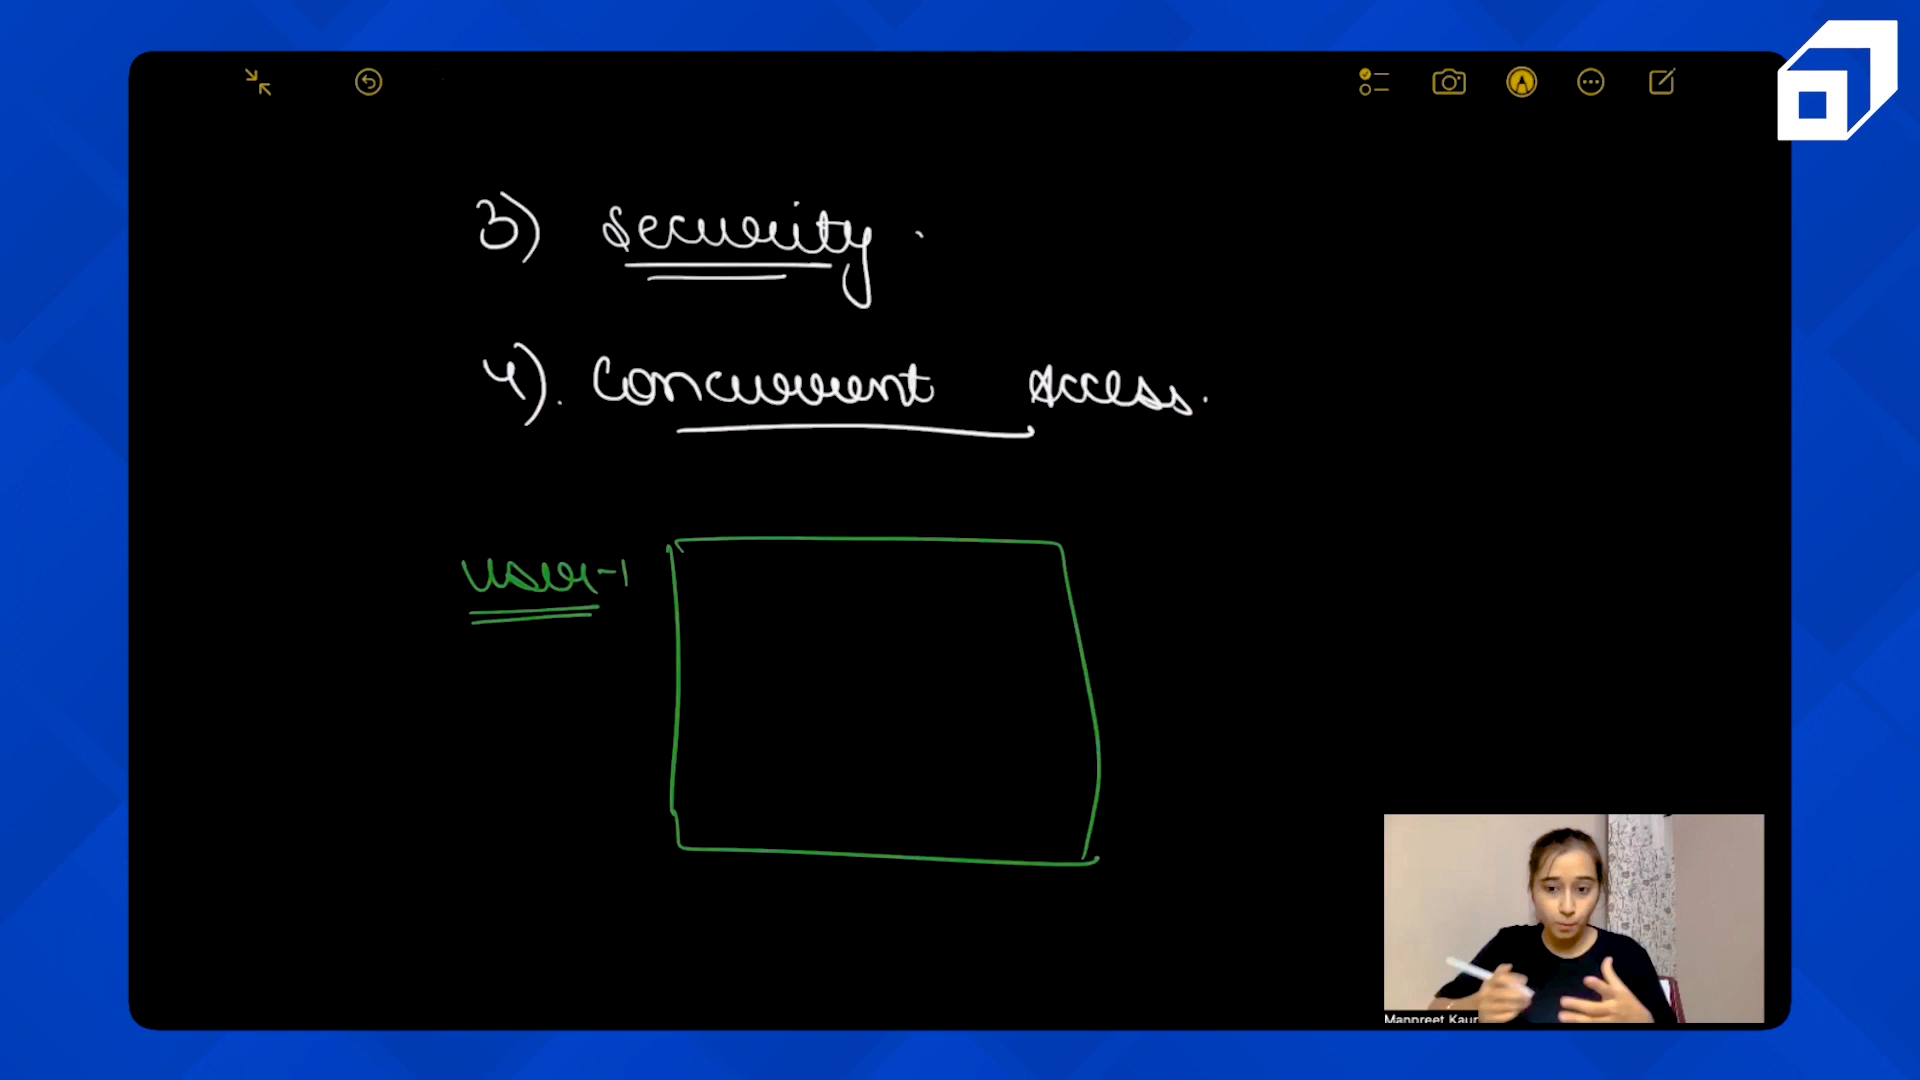 3) Security.
4). Concurrent Access.
User-1
Manpreet Kaur